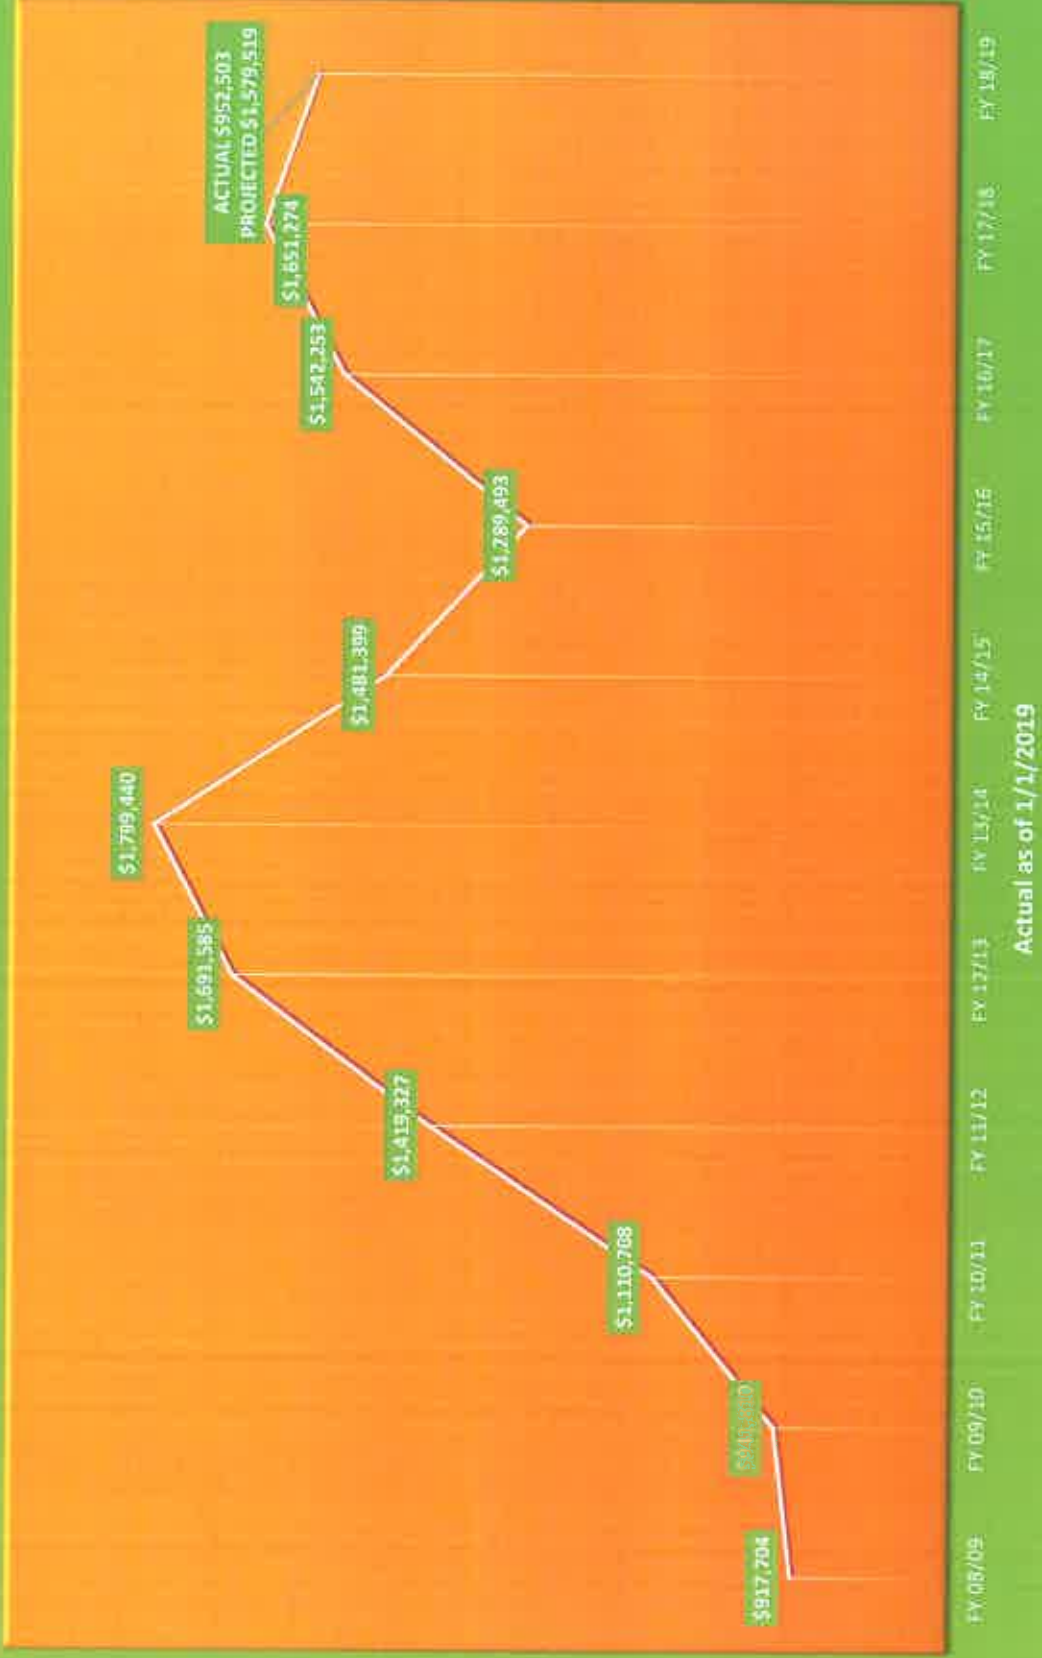 ACTUAL $952,503
PROJECTED $1,579,519
$1,799,440
$1,691,585
$1,651,274
$1,542,253
$1,481,399
$1,419,327
$1,289,493
$1,110,708
$917,704
FY 08/09
FY 09/10
FY 10/11
FY 11/12
FY 12/13
FY 13/14
FY 14/15
FY 15/16
FY 16/17
FY 17/18
FY 18/19
Actual as of 1/1/2019